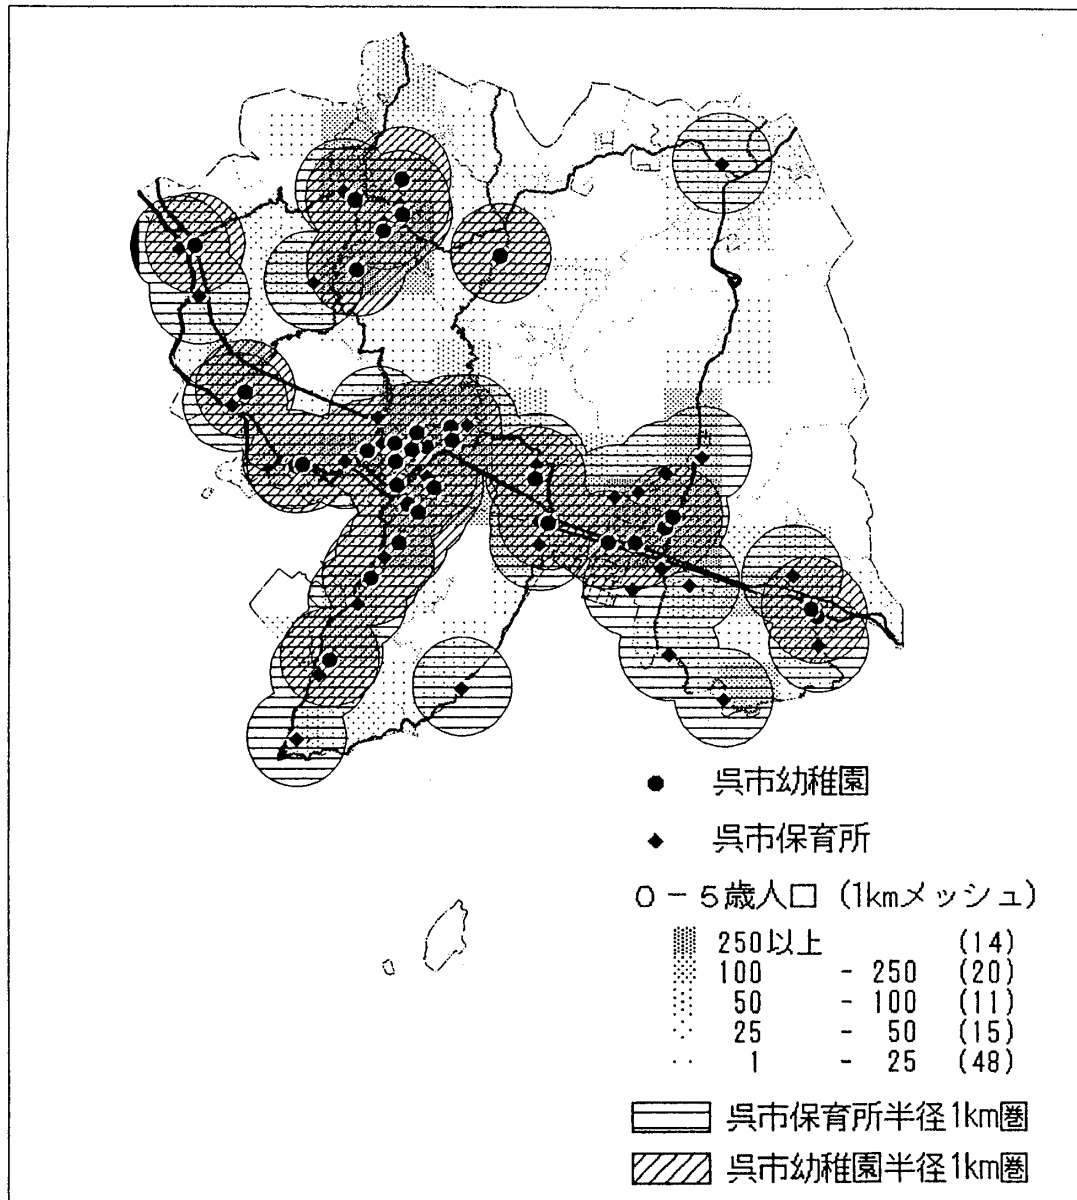 呉市幼稚園
呉市保育所
0－5歳人口 (1kmメッシュ)
250以上 (14)
100 - 250 (20)
50 - 100 (11)
25 - 50 (15)
1 - 25 (48)
呉市保育所半径1km圏
呉市幼稚園半径1km圏